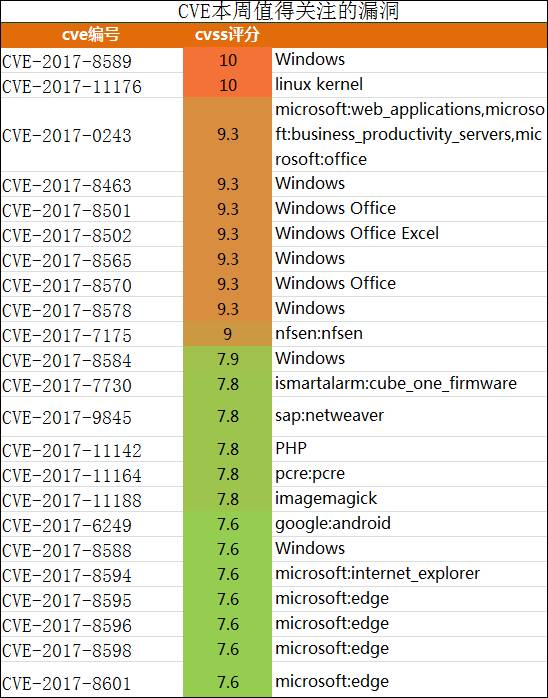 CVE本周值得关注的漏洞
cve编号 cvss评分
CVE-2017-8589 10 Windows
CVE-2017-11176 10 linux kernel
CVE-2017-0243 9.3 microsoft:web_applications,microso
ft:business_productivity_servers,mic
rosoft:office
CVE-2017-8463 9.3 Windows
CVE-2017-8501 9.3 Windows Office
CVE-2017-8502 9.3 Windows Office Excel
CVE-2017-8565 9.3 Windows
CVE-2017-8570 9.3 Windows Office
CVE-2017-8578 9.3 Windows
CVE-2017-7175 9 nfsen:nfsen
CVE-2017-8584 7.9 Windows
CVE-2017-7730 7.8 ismartalarm:cube_one_firmware
CVE-2017-9845 7.8 sap:netweaver
CVE-2017-11142 7.8 PHP
CVE-2017-11164 7.8 pcre:pcre
CVE-2017-11188 7.8 imagemagick
CVE-2017-6249 7.6 google:android
CVE-2017-8588 7.6 Windows
CVE-2017-8594 7.6 microsoft:internet_explorer
CVE-2017-8595 7.6 microsoft:edge
CVE-2017-8596 7.6 microsoft:edge
CVE-2017-8598 7.6 microsoft:edge
CVE-2017-8601 7.6 microsoft:edge